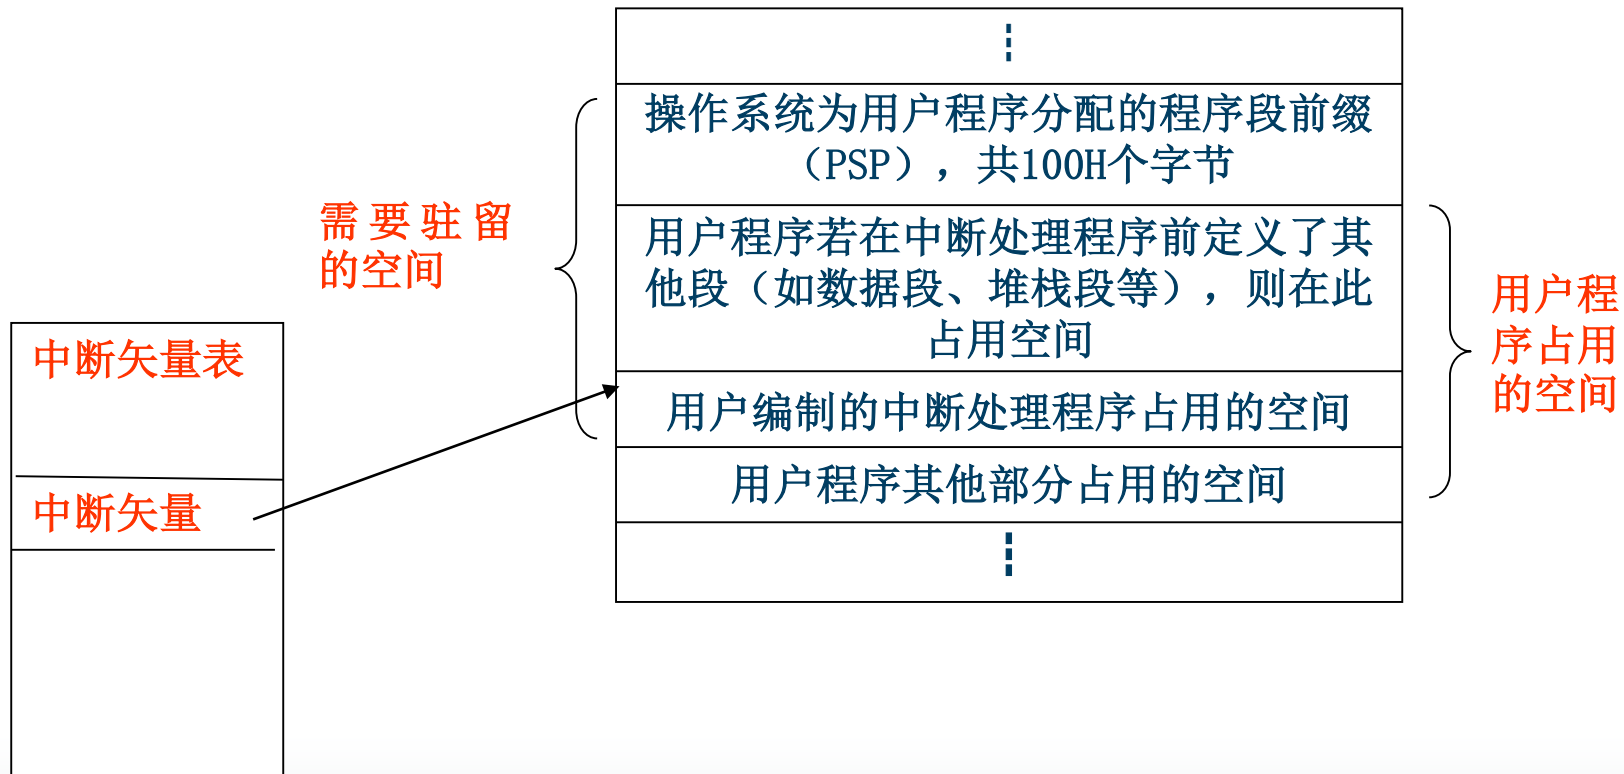 操作系统为用户程序分配的程序段前缀
（PSP），共100H个字节
需要驻留
的空间
用户程序若在中断处理程序前定义了其
他段（如数据段、堆栈段等），则在此
占用空间
用户程
序占用
的空间
中断矢量表
用户编制的中断处理程序占用的空间
用户程序其他部分占用的空间
中断矢量